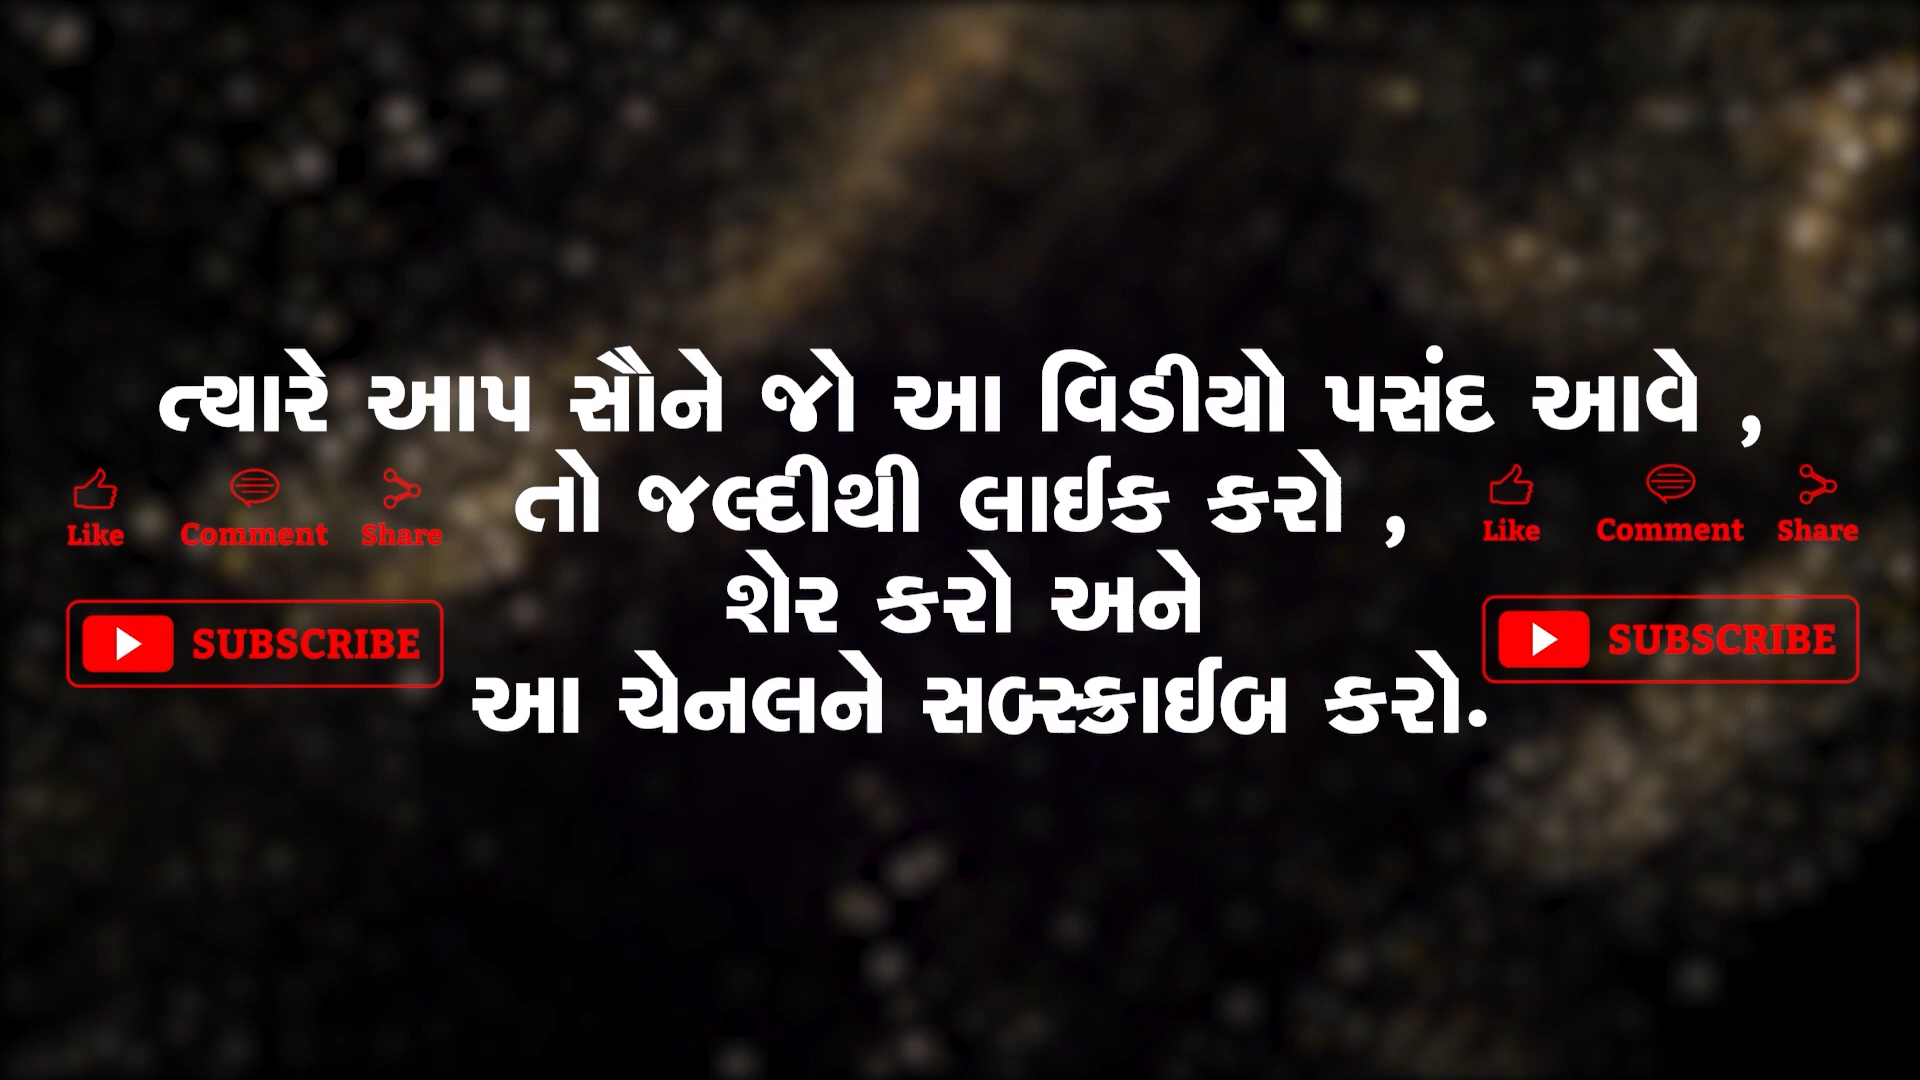 ત્યારે આપ સૌને જો આ વિડીયો પસંદ આવે ,
તો જલ્દીથી લાઈક કરો ,
શેર કરો અને
આ ચેનલને સબ્સ્ક્રાઈબ કરો.
Like Comment Share
SUBSCRIBE
Like Comment Share
SUBSCRIBE